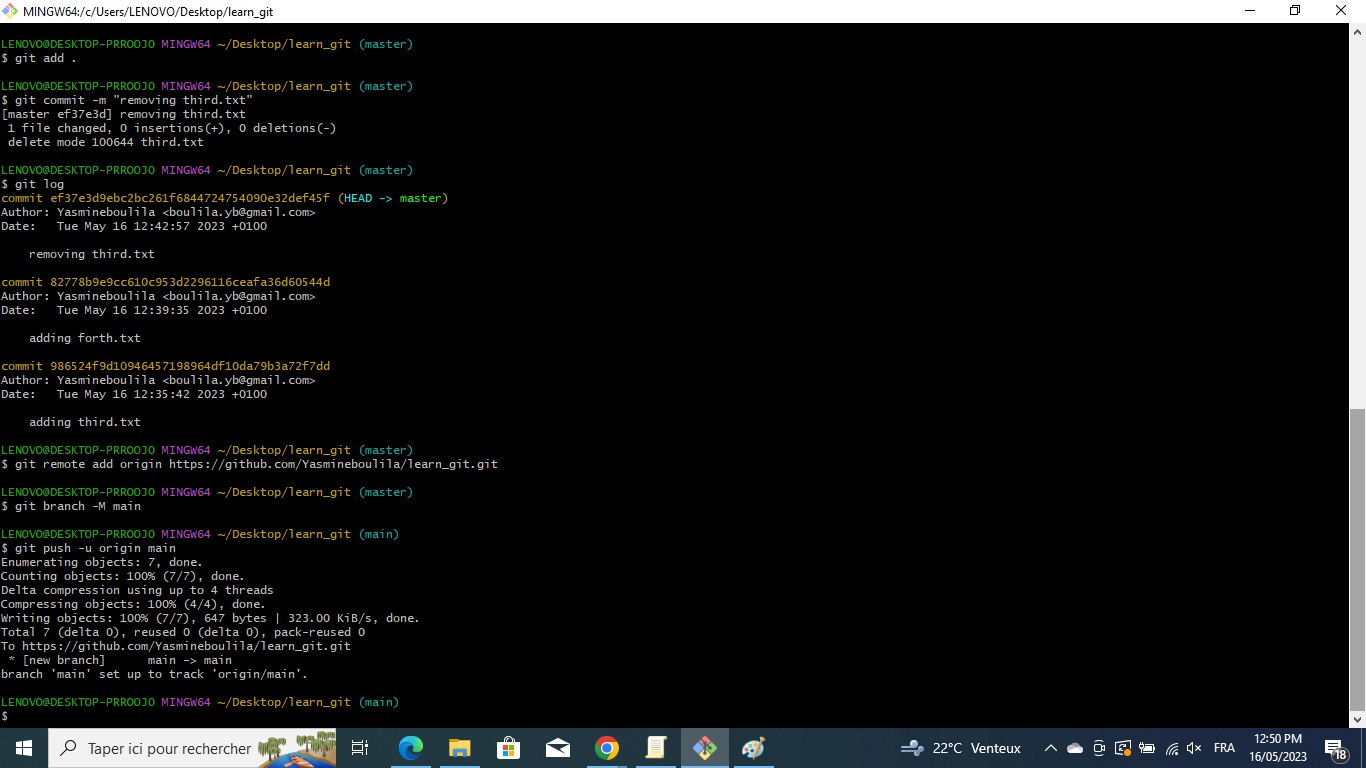 MINGW64:/c/Users/LENOVO/Desktop/learn_git
LENOVO@DESKTOP-PRROOJO MINGW64 ~/Desktop/learn_git (master)
$ git add .
LENOVO@DESKTOP-PRROOJO MINGW64 ~/Desktop/learn_git (master)
$ git commit -m "removing third.txt"
[master ef37e3d] removing third.txt
 1 file changed, 0 insertions(+), 0 deletions(-)
 delete mode 100644 third.txt
LENOVO@DESKTOP-PRROOJO MINGW64 ~/Desktop/learn_git (master)
$ git log
commit ef37e3d9ebc2bc261f6844724754090e32def45f (HEAD -> master)
Author: Yasmineboulila <boulila.yb@gmail.com>
Date:   Tue May 16 12:42:57 2023 +0100
    removing third.txt
commit 82778b9e9cc610c953d2296116ceafa36d60544d
Author: Yasmineboulila <boulila.yb@gmail.com>
Date:   Tue May 16 12:39:35 2023 +0100
    adding forth.txt
commit 986524f9d10946457198964df10da79b3a72f7dd
Author: Yasmineboulila <boulila.yb@gmail.com>
Date:   Tue May 16 12:35:42 2023 +0100
    adding third.txt
LENOVO@DESKTOP-PRROOJO MINGW64 ~/Desktop/learn_git (master)
$ git remote add origin https://github.com/Yasmineboulila/learn_git.git
LENOVO@DESKTOP-PRROOJO MINGW64 ~/Desktop/learn_git (master)
$ git branch -M main
LENOVO@DESKTOP-PRROOJO MINGW64 ~/Desktop/learn_git (main)
$ git push -u origin main
Enumerating objects: 7, done.
Counting objects: 100% (7/7), done.
Delta compression using up to 4 threads
Compressing objects: 100% (4/4), done.
Writing objects: 100% (7/7), 647 bytes | 323.00 KiB/s, done.
Total 7 (delta 0), reused 0 (delta 0), pack-reused 0
To https://github.com/Yasmineboulila/learn_git.git
 * [new branch]      main -> main
branch 'main' set up to track 'origin/main'.
LENOVO@DESKTOP-PRROOJO MINGW64 ~/Desktop/learn_git (main)
$
Taper ici pour rechercher
22°C Venteux
FRA
12:50 PM
16/05/2023
18